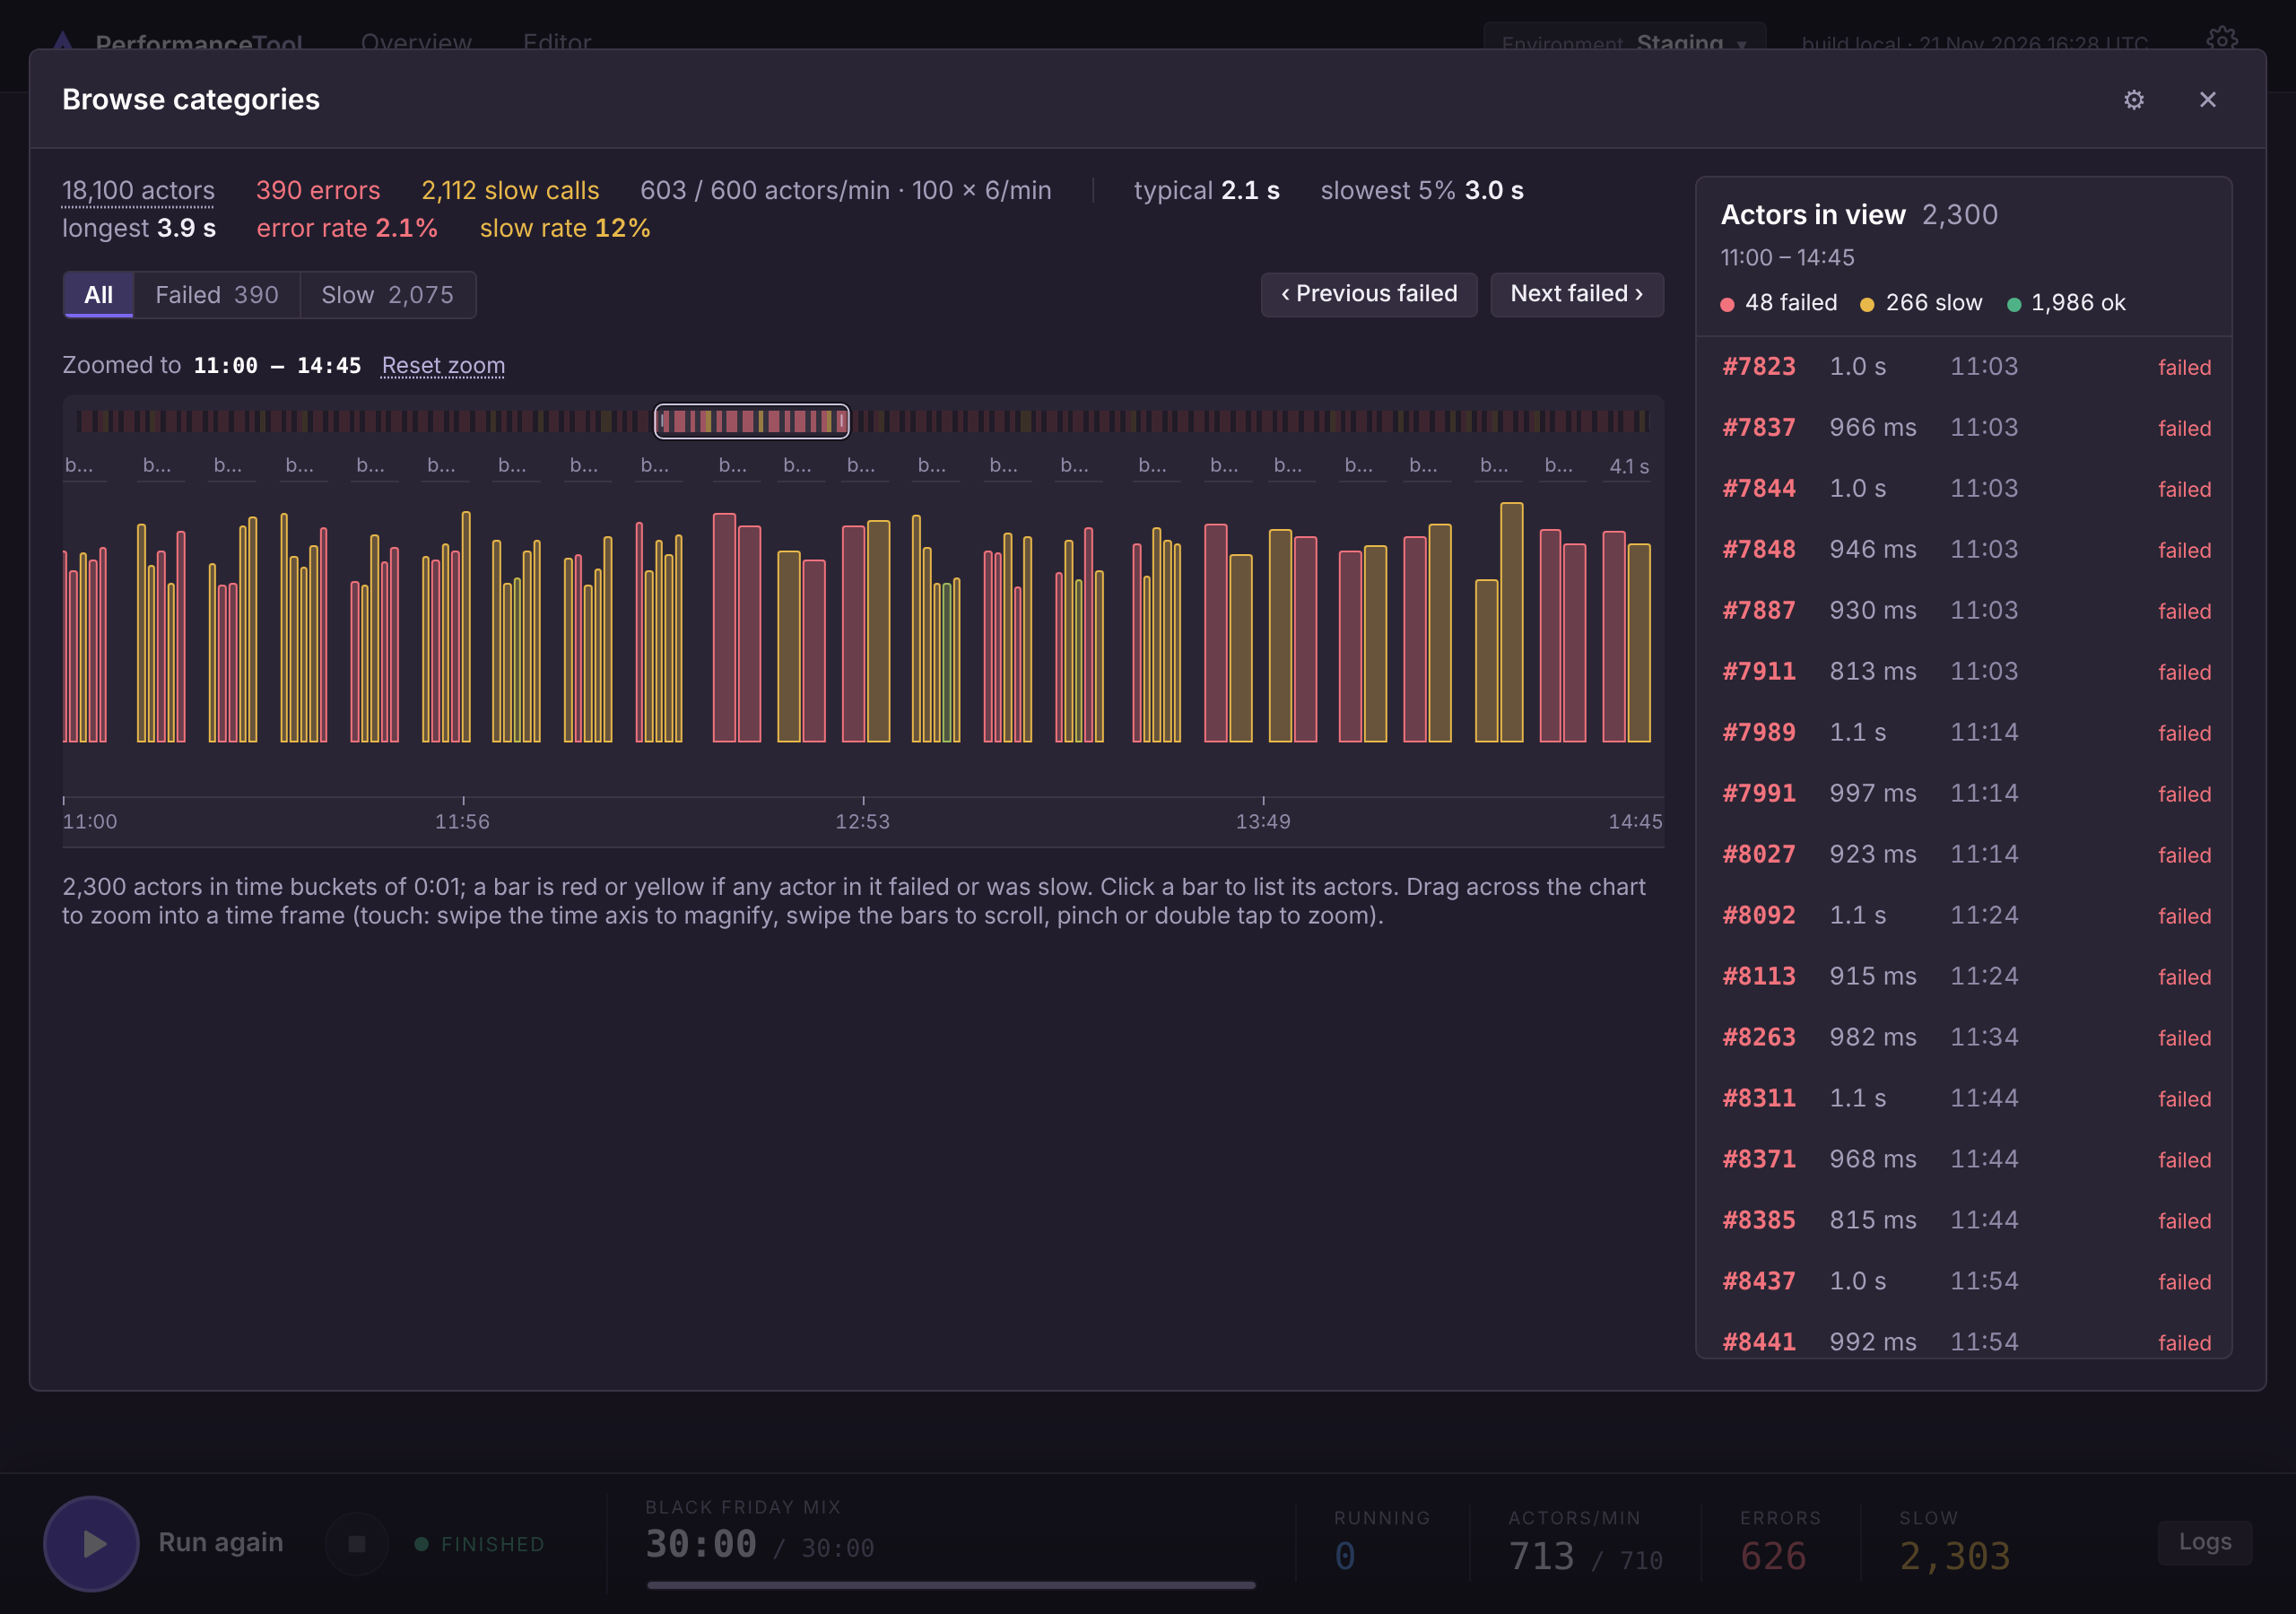 PerformanceTool Overview Editor Environment Staging ▾ build local · 21 Nov 2026 16:28 UTC
Browse categories
18,100 actors 390 errors 2,112 slow calls 603 / 600 actors/min · 100 × 6/min typical 2.1 s slowest 5% 3.0 s
longest 3.9 s error rate 2.1% slow rate 12%
All Failed 390 Slow 2,075 ‹ Previous failed Next failed ›
Zoomed to 11:00 – 14:45 Reset zoom
b... b... b... b... b... b... b... b... b... b... b... b... b... b... b... b... b... b... b... b... b... b... 4.1 s
11:00 11:56 12:53 13:49 14:45
2,300 actors in time buckets of 0:01; a bar is red or yellow if any actor in it failed or was slow. Click a bar to list its actors. Drag across the chart
to zoom into a time frame (touch: swipe the time axis to magnify, swipe the bars to scroll, pinch or double tap to zoom).
Actors in view 2,300
11:00 – 14:45
48 failed 266 slow 1,986 ok
#7823 1.0 s 11:03 failed
#7837 966 ms 11:03 failed
#7844 1.0 s 11:03 failed
#7848 946 ms 11:03 failed
#7887 930 ms 11:03 failed
#7911 813 ms 11:03 failed
#7989 1.1 s 11:14 failed
#7991 997 ms 11:14 failed
#8027 923 ms 11:14 failed
#8092 1.1 s 11:24 failed
#8113 915 ms 11:24 failed
#8263 982 ms 11:34 failed
#8311 1.1 s 11:44 failed
#8371 968 ms 11:44 failed
#8385 815 ms 11:44 failed
#8437 1.0 s 11:54 failed
#8441 992 ms 11:54 failed
Run again FINISHED
BLACK FRIDAY MIX
30:00 / 30:00
RUNNING ACTORS/MIN ERRORS SLOW
0 713 / 710 626 2,303
Logs